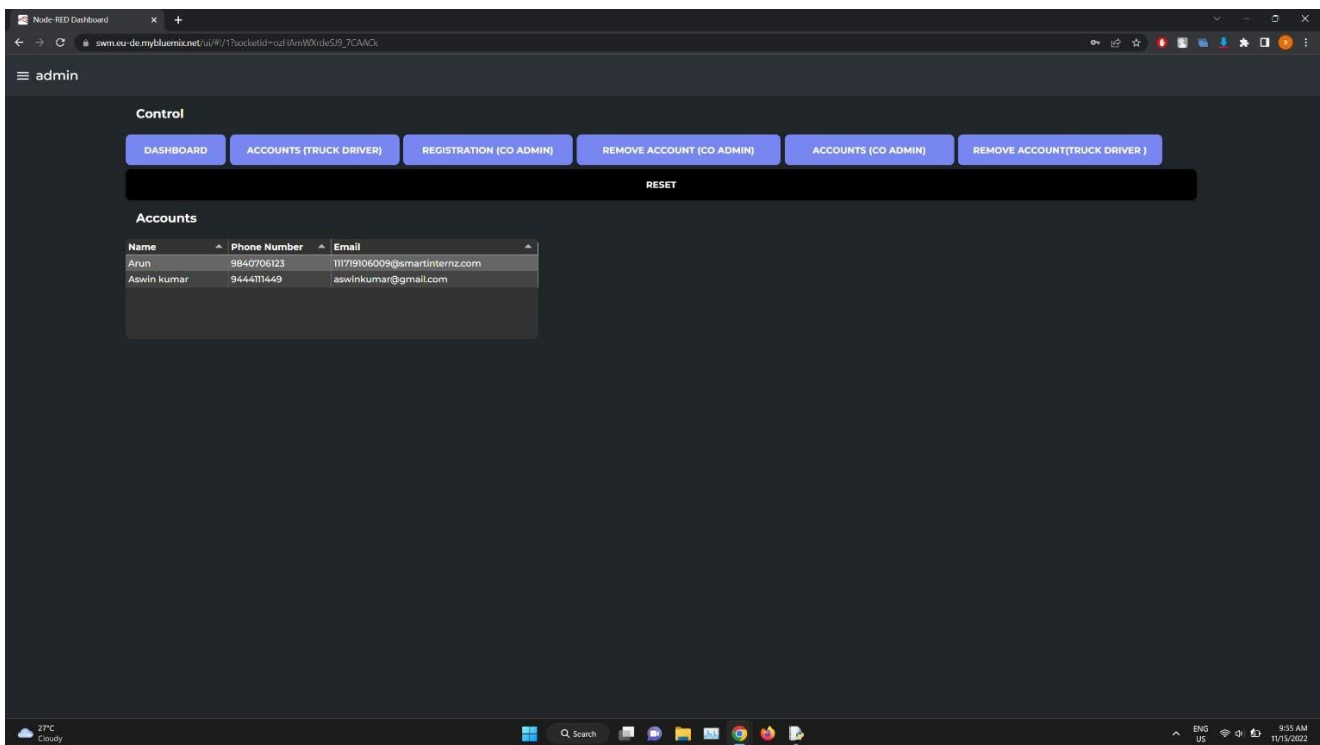 Node-RED Dashboard
swm.eu-de.mybluemix.net/ui/#!/1?socketid=
admin
Control
DASHBOARD ACCOUNTS (TRUCK DRIVER) REGISTRATION (CO ADMIN) REMOVE ACCOUNT (CO ADMIN) ACCOUNTS (CO ADMIN) REMOVE ACCOUNT(TRUCK DRIVER )
RESET
Accounts
Name Phone Number Email
Arun 9840706123 111719106009@smartinternz.com
Aswin kumar 9444111449 aswinkumar@gmail.com
27°C
Cloudy
Search
ENG
US
9:55 AM
11/15/2022